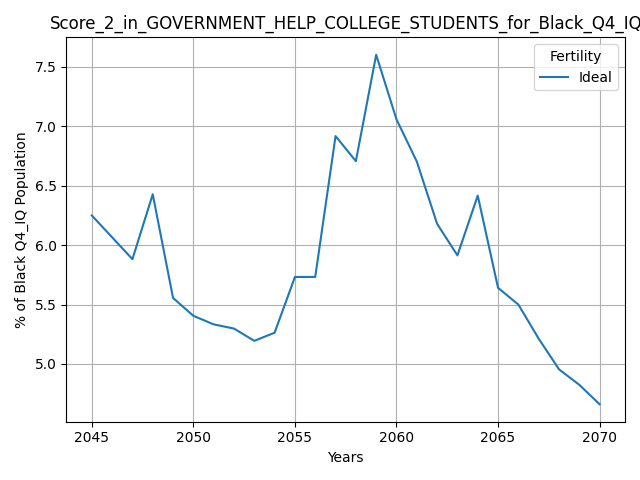 Score_2_in_GOVERNMENT_HELP_COLLEGE_STUDENTS_for_Black_Q4_IQ
Fertility
Ideal
% of Black Q4_IQ Population
7.5
7.0
6.5
6.0
5.5
5.0
2045 2050 2055 2060 2065 2070
Years